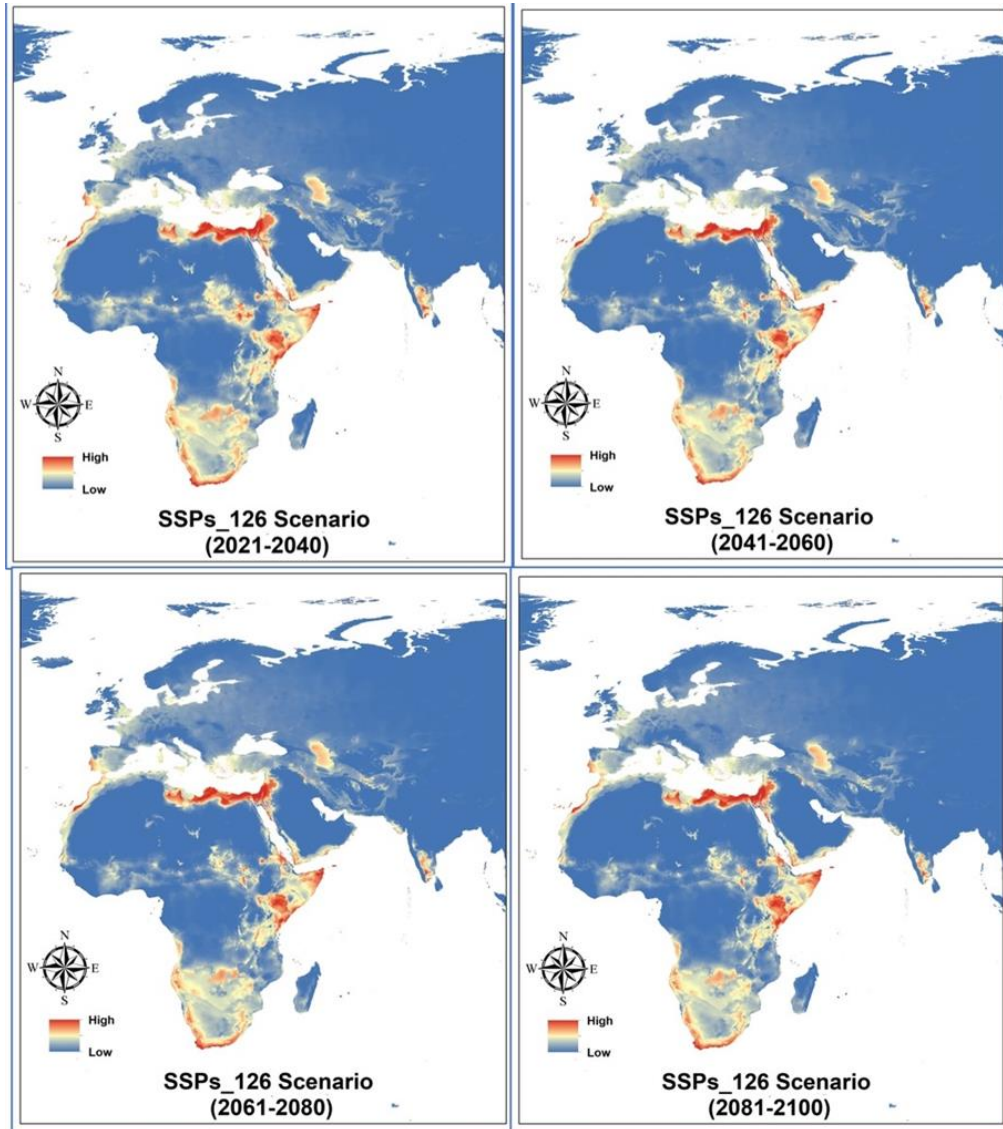 N
W E
S
High
Low
SSPs_126 Scenario
(2021-2040)
N
W E
S
High
Low
SSPs_126 Scenario
(2041-2060)
N
W E
S
High
Low
SSPs_126 Scenario
(2061-2080)
N
W E
S
High
Low
SSPs_126 Scenario
(2081-2100)